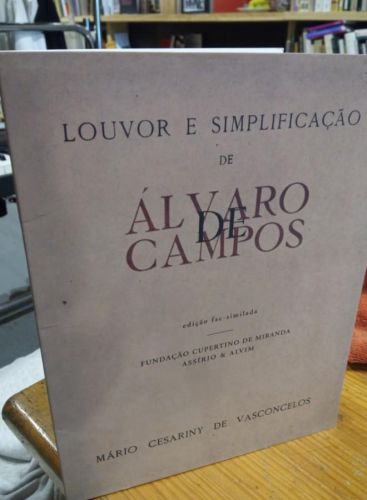 LOUVOR E SIMPLIFICAÇÃO
DE
ÁLVARO
DE
CAMPOS
edição fac-similada
FUNDAÇÃO CUPERTINO DE MIRANDA
ASSÍRIO & ALVIM
MÁRIO CESARINY DE VASCONCELOS